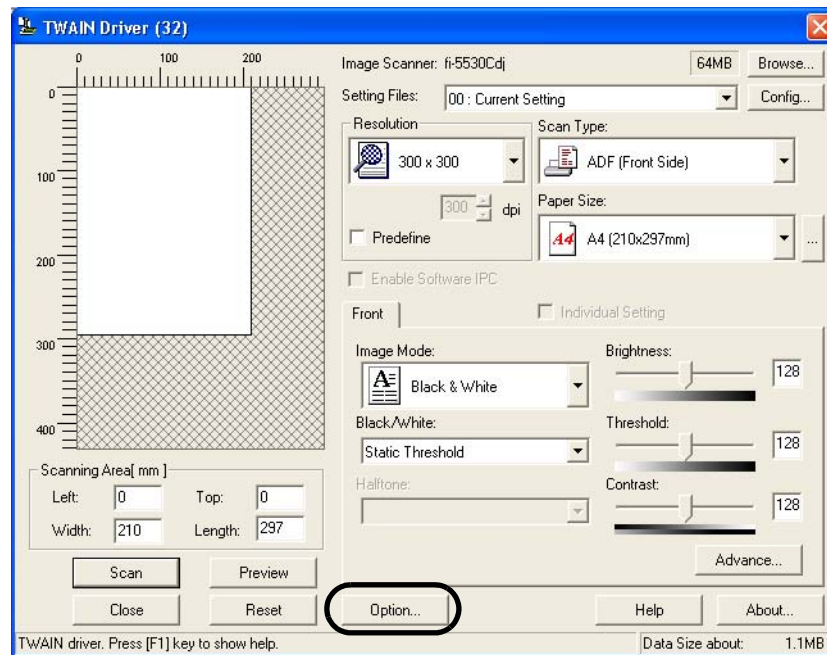 TWAIN Driver (32)
0 100 200
0
100
200
300
400
Image Scanner: fi-5530Cdj 64MB Browse...
Setting Files: 00 : Current Setting Config...
Resolution
300 x 300
300 dpi
Predefine
Scan Type:
ADF (Front Side)
Paper Size:
A4 A4 (210x297mm) ...
Enable Software IPC
Front Individual Setting
Image Mode:
A Black & White
Black/White:
Static Threshold
Halftone:
Brightness:
128
Threshold:
128
Contrast:
128
Advance...
Scanning Area[ mm ]
Left: 0 Top: 0
Width: 210 Length: 297
Scan Preview
Close Reset Option... Help About...
TWAIN driver. Press [F1] key to show help. Data Size about: 1.1MB